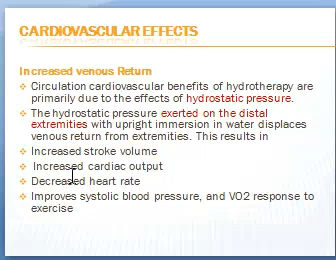 CARDIOVASCULAR EFFECTS
Increased venous Return
Circulation cardiovascular benefits of hydrotherapy are
primarily due to the effects of hydrostatic pressure.
The hydrostatic pressure exerted on the distal
extremities with upright immersion in water displaces
venous return from extremities. This results in
Increased stroke volume
Increased cardiac output
Decreased heart rate
Improves systolic blood pressure, and VO2 response to
exercise